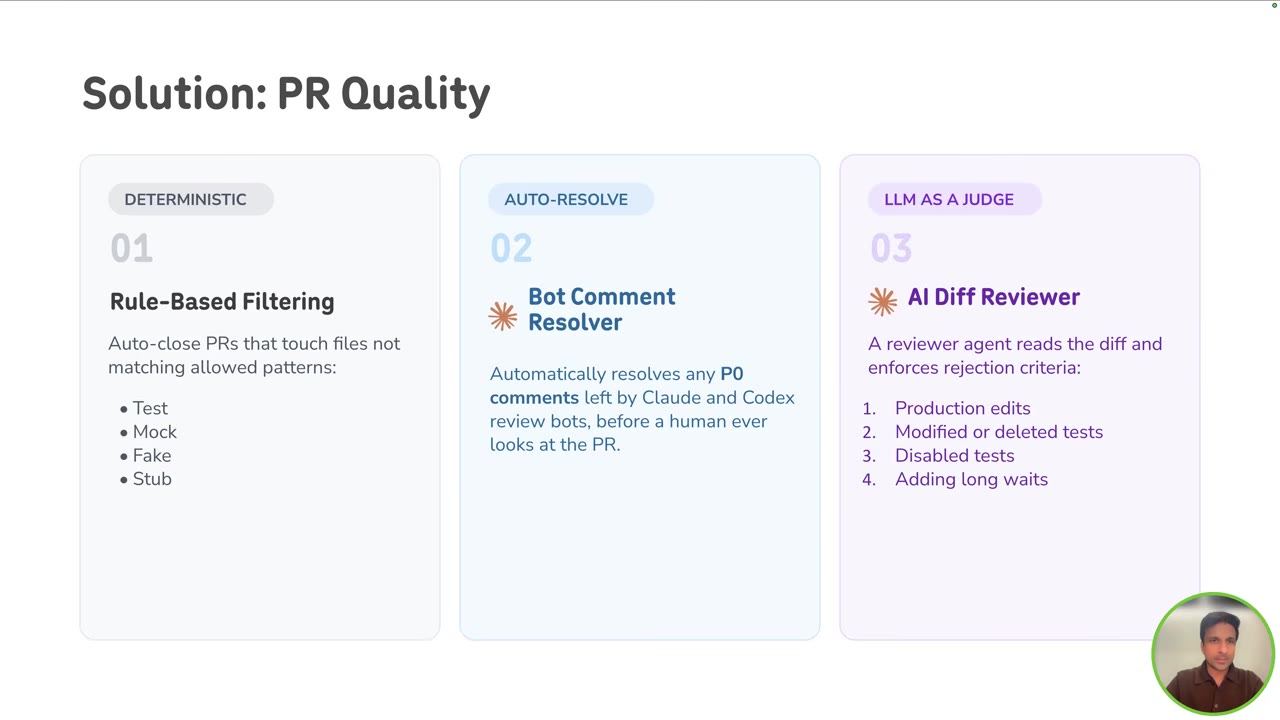 Solution: PR Quality
DETERMINISTIC
01
Rule-Based Filtering
Auto-close PRs that touch files not
matching allowed patterns:
• Test
• Mock
• Fake
• Stub
AUTO-RESOLVE
02
Bot Comment
Resolver
Automatically resolves any P0
comments left by Claude and Codex
review bots, before a human ever
looks at the PR.
LLM AS A JUDGE
03
AI Diff Reviewer
A reviewer agent reads the diff and
enforces rejection criteria:
1. Production edits
2. Modified or deleted tests
3. Disabled tests
4. Adding long waits